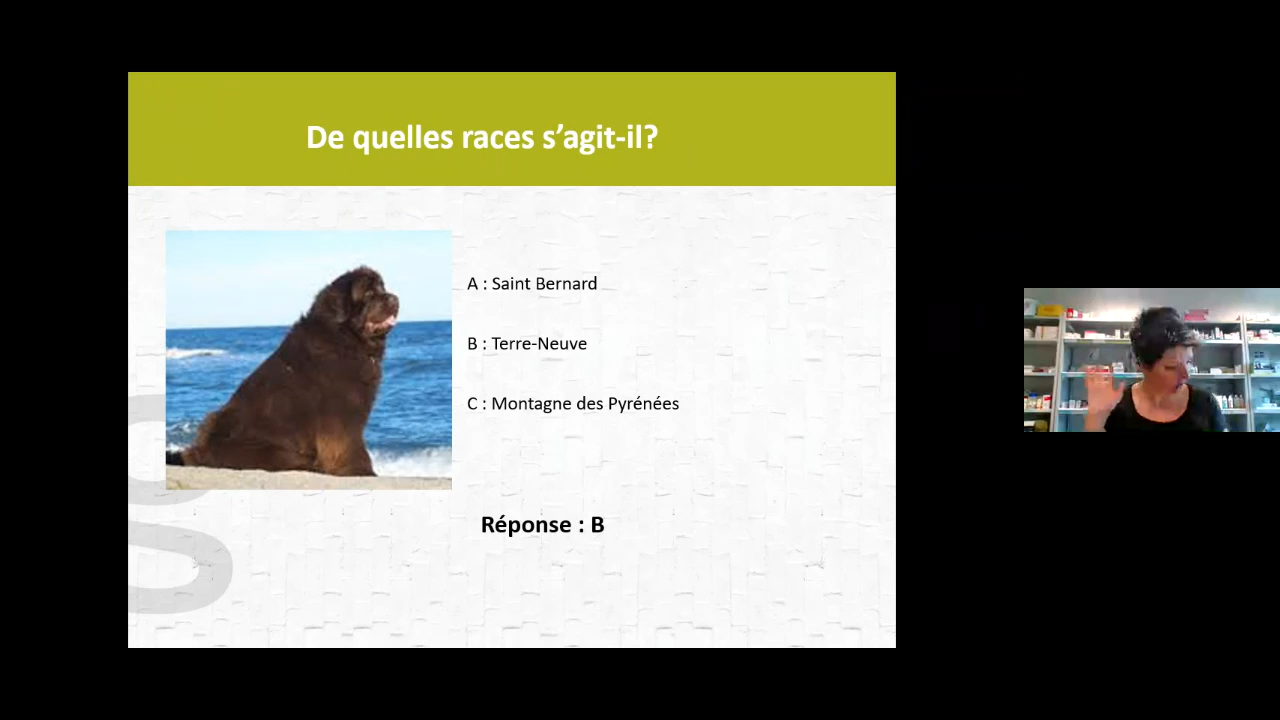 De quelles races s’agit-il?
A : Saint Bernard
B : Terre-Neuve
C : Montagne des Pyrénées
Réponse : B